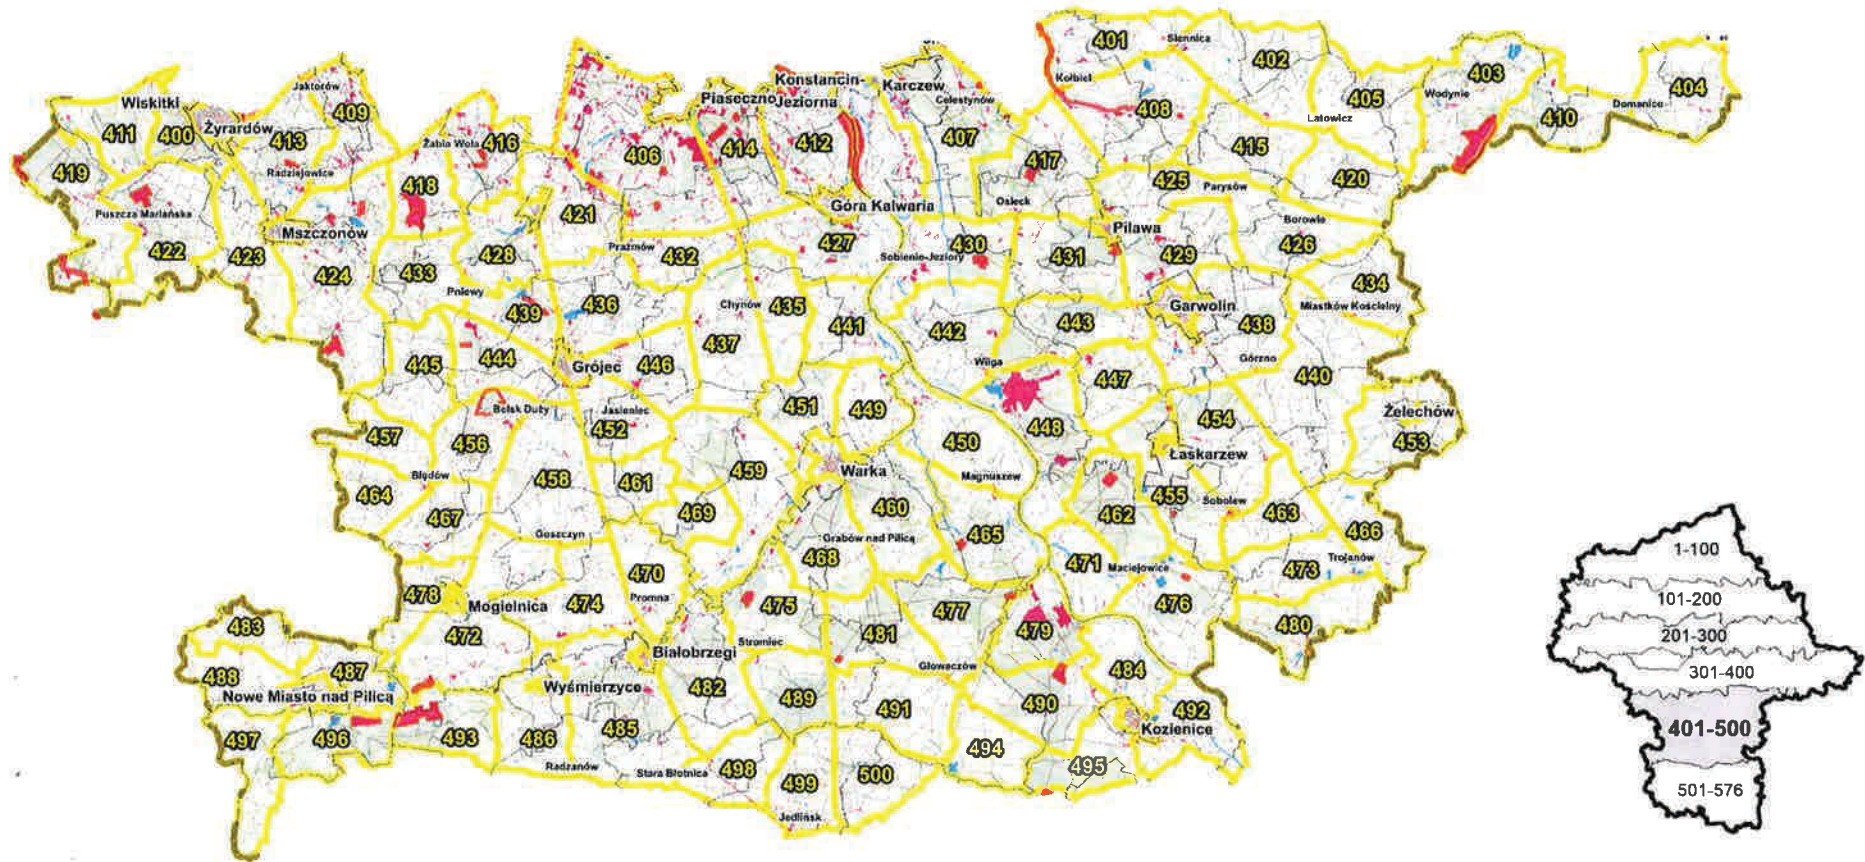 401
Siennica
402
403
404
Kołbiel
405
Wodynie
408
410
Domanice
Latowicz
Konstancin-
Jeziorna
Karczew
Celestynów
Piaseczno
Jaktorów
Wiskitki
409
411
400
Żyrardów
413
Żabia Wola
416
406
414
412
407
417
415
420
419
Radziejowice
418
425
Parysów
Puszcza Mariańska
421
Góra Kalwaria
Osieck
Borowie
Mszczonów
Pilawa
422
423
424
433
428
Prażmów
432
427
Sobienie-Jeziory
430
431
429
426
434
Pniewy
439
436
Chynów
435
441
442
443
Garwolin
438
Miastków Kościelny
445
444
Grójec
446
437
Wilga
447
Górzno
440
Belsk Duży
Jasieniec
452
451
449
450
448
454
Żelechów
453
457
456
459
Warka
Magnuszew
Łaskarzew
Błędów
464
467
458
461
469
460
455
Sobolew
462
463
466
Goszczyn
468
Grabów nad Pilicą
465
471
Maciejowice
473
Trojanów
478
Mogielnica
474
470
Promna
475
477
479
476
480
483
472
Białobrzegi
Stromiec
481
Głowaczów
488
487
Nowe Miasto nad Pilicą
Wyśmierzyce
482
489
491
490
484
492
Kozienice
497
496
493
486
485
Radzanów
Stara Błotnica
498
499
500
494
495
Jedlińsk
1-100
101-200
201-300
301-400
401-500
501-576